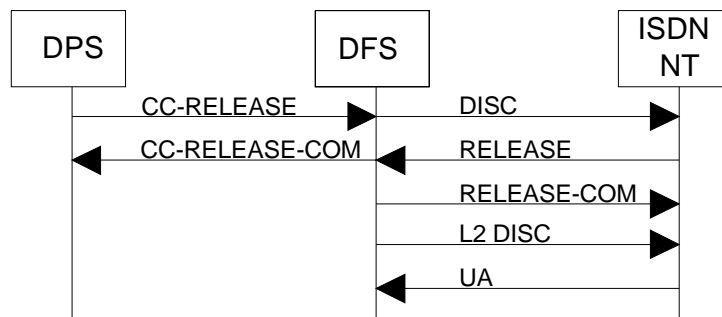 DPS
DFS
ISDN
NT
CC-RELEASE
DISC
CC-RELEASE-COM
RELEASE
RELEASE-COM
L2 DISC
UA